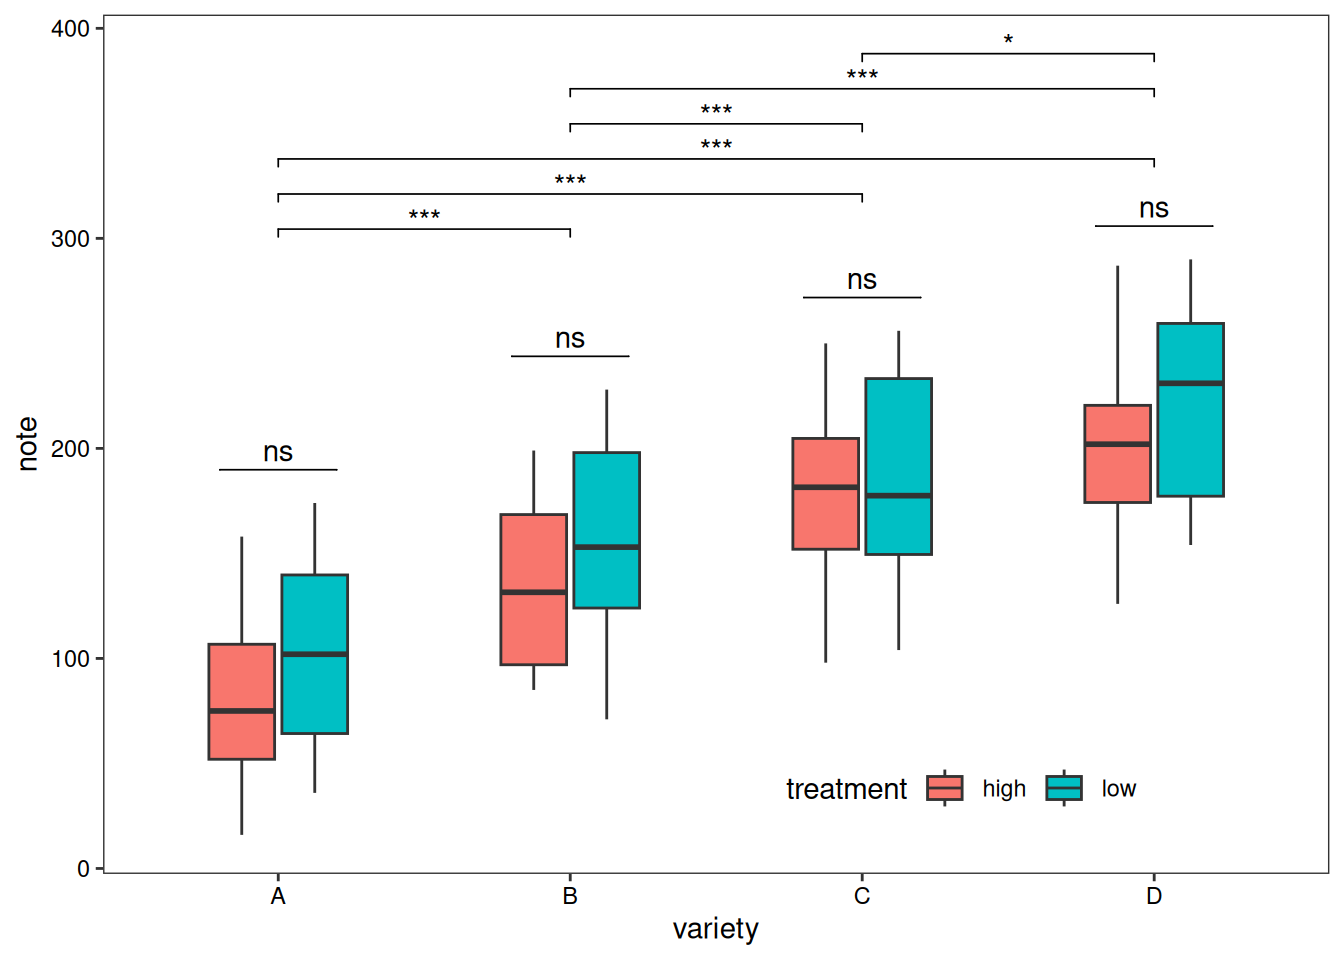 400
*
***
***
***
***
***
ns
300
ns
ns
200
ns
100
0
note
treatment high low
A B C D
variety